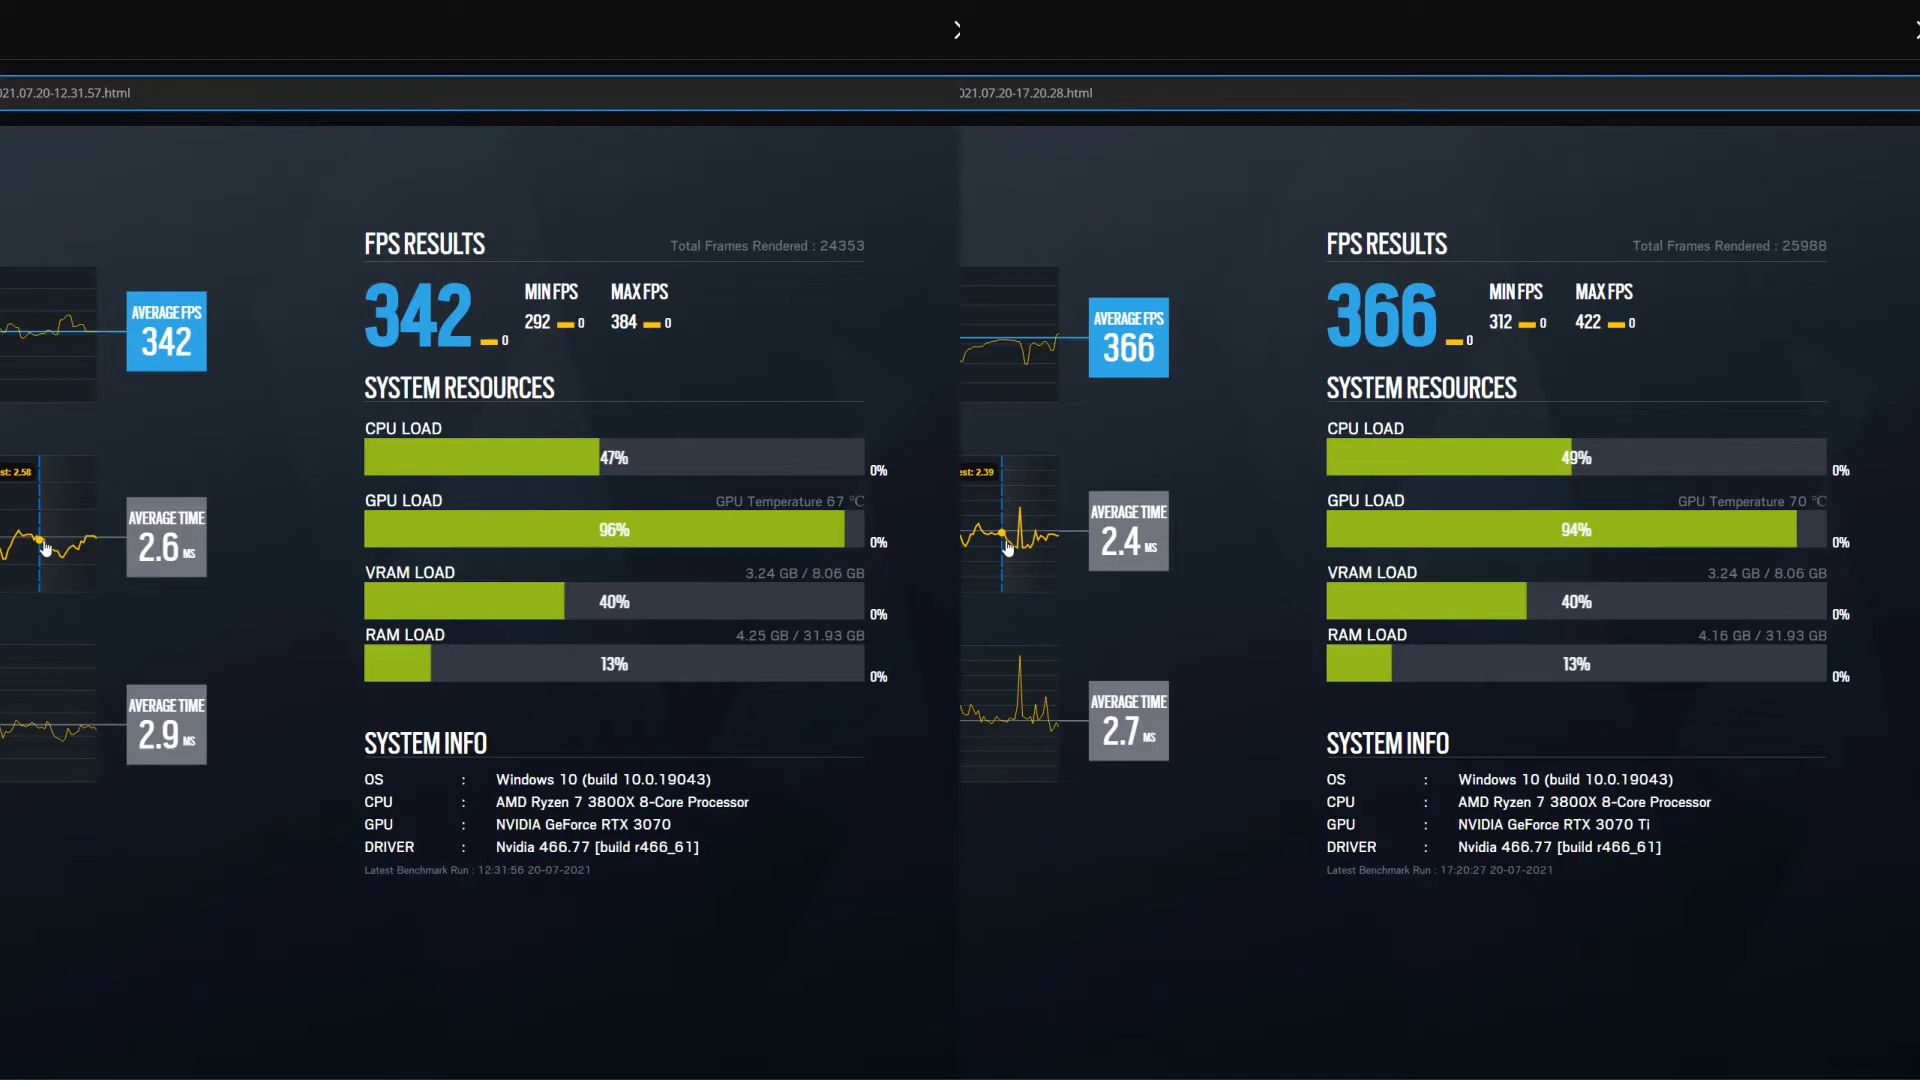 021.07.20-12.31.57.html
FPS RESULTS
Total Frames Rendered : 24353
AVERAGE FPS
342
342
0
MIN FPS
292 0
MAX FPS
384 0
SYSTEM RESOURCES
CPU LOAD
47%
0%
st: 2.58
AVERAGE TIME
2.6 MS
GPU LOAD
GPU Temperature 67 °C
96%
0%
VRAM LOAD
3.24 GB / 8.06 GB
40%
0%
RAM LOAD
4.25 GB / 31.93 GB
13%
0%
AVERAGE TIME
2.9 MS
SYSTEM INFO
OS : Windows 10 (build 10.0.19043)
CPU : AMD Ryzen 7 3800X 8-Core Processor
GPU : NVIDIA GeForce RTX 3070
DRIVER : Nvidia 466.77 [build r466_61]
Latest Benchmark Run : 12:31:56 20-07-2021
021.07.20-17.20.28.html
FPS RESULTS
Total Frames Rendered : 25988
AVERAGE FPS
366
366
0
MIN FPS
312 0
MAX FPS
422 0
SYSTEM RESOURCES
CPU LOAD
49%
0%
est: 2.39
AVERAGE TIME
2.4 MS
GPU LOAD
GPU Temperature 70 °C
94%
0%
VRAM LOAD
3.24 GB / 8.06 GB
40%
0%
RAM LOAD
4.16 GB / 31.93 GB
13%
0%
AVERAGE TIME
2.7 MS
SYSTEM INFO
OS : Windows 10 (build 10.0.19043)
CPU : AMD Ryzen 7 3800X 8-Core Processor
GPU : NVIDIA GeForce RTX 3070 Ti
DRIVER : Nvidia 466.77 [build r466_61]
Latest Benchmark Run : 17:20:27 20-07-2021